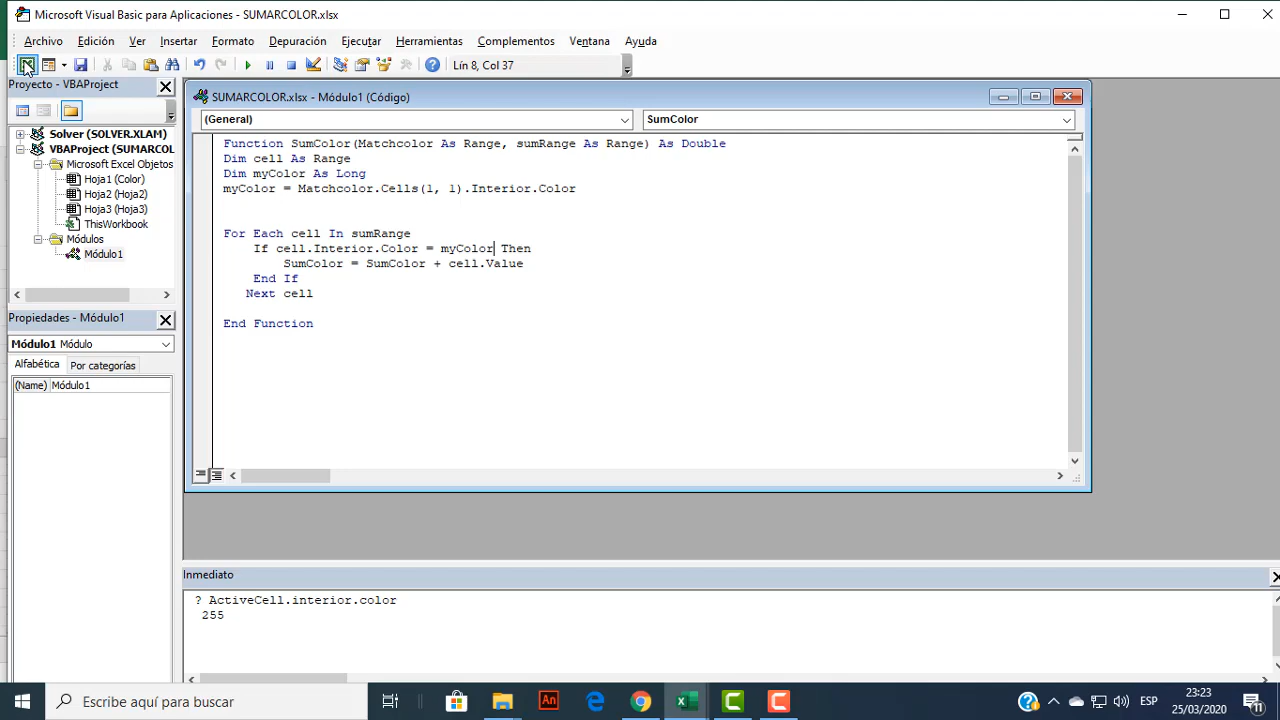 Microsoft Visual Basic para Aplicaciones - SUMARCOLOR.xlsx
Archivo Edición Ver Insertar Formato Depuración Ejecutar Herramientas Complementos Ventana Ayuda
Lín 8, Col 37
Proyecto - VBAProject
Solver (SOLVER.XLAM)
VBAProject (SUMARCOL
Microsoft Excel Objetos
Hoja1 (Color)
Hoja2 (Hoja2)
Hoja3 (Hoja3)
ThisWorkbook
Módulos
Módulo1
Propiedades - Módulo1
Módulo1 Módulo
Alfabética Por categorías
(Name) Módulo1
SUMARCOLOR.xlsx - Módulo1 (Código)
(General) SumColor
Function SumColor(Matchcolor As Range, sumRange As Range) As Double
Dim cell As Range
Dim myColor As Long
myColor = Matchcolor.Cells(1, 1).Interior.Color
For Each cell In sumRange
If cell.Interior.Color = myColor Then
SumColor = SumColor + cell.Value
End If
Next cell
End Function
Inmediato
? ActiveCell.interior.color
255
Escribe aquí para buscar
An
ESP
23:23
25/03/2020
11